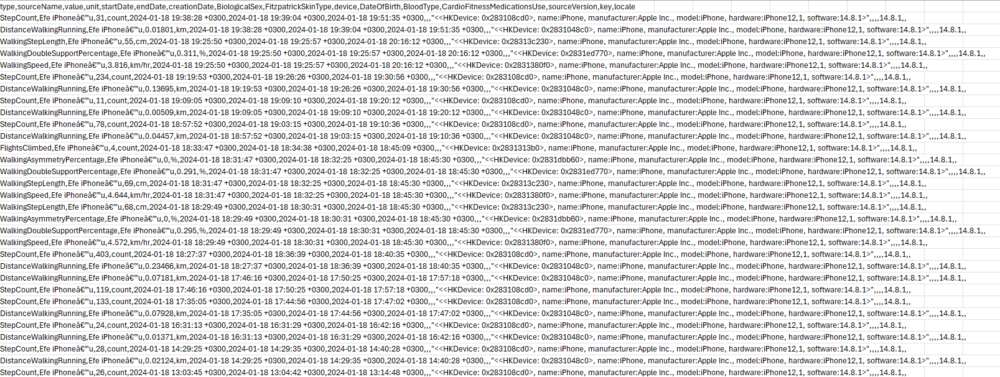 type,sourceName,value,unit,startDate,endDate,creationDate,BiologicalSex,FitzpatrickSkinType,device,DateOfBirth,BloodType,CardioFitnessMedicationsUse,sourceVersion,key,locale
StepCount,Efe iPhoneâ€™u,31,count,2024-01-18 19:38:28 +0300,2024-01-18 19:39:04 +0300,2024-01-18 19:51:35 +0300,,,"<<HKDevice: 0x283108cd0>, name:iPhone, manufacturer:Apple Inc., model:iPhone, hardware:iPhone12,1, software:14.8.1>",,,,14.8.1,,
DistanceWalkingRunning,Efe iPhoneâ€™u,0.01801,km,2024-01-18 19:38:28 +0300,2024-01-18 19:39:04 +0300,2024-01-18 19:51:35 +0300,,,"<<HKDevice: 0x2831048c0>, name:iPhone, manufacturer:Apple Inc., model:iPhone, hardware:iPhone12,1, software:14.8.1>",,,,14.8.1,,
WalkingStepLength,Efe iPhoneâ€™u,55,cm,2024-01-18 19:25:50 +0300,2024-01-18 19:25:57 +0300,2024-01-18 20:16:12 +0300,,,"<<HKDevice: 0x28313c230>, name:iPhone, manufacturer:Apple Inc., model:iPhone, hardware:iPhone12,1, software:14.8.1>",,,,14.8.1,,
WalkingDoubleSupportPercentage,Efe iPhoneâ€™u,0.311,%,2024-01-18 19:25:50 +0300,2024-01-18 19:25:57 +0300,2024-01-18 20:16:12 +0300,,,"<<HKDevice: 0x2831ed770>, name:iPhone, manufacturer:Apple Inc., model:iPhone, hardware:iPhone12,1, software:14.8.1>",,,,14.8.1,,
WalkingSpeed,Efe iPhoneâ€™u,3.816,km/hr,2024-01-18 19:25:50 +0300,2024-01-18 19:25:57 +0300,2024-01-18 20:16:12 +0300,,,"<<HKDevice: 0x2831380f0>, name:iPhone, manufacturer:Apple Inc., model:iPhone, hardware:iPhone12,1, software:14.8.1>",,,,14.8.1,,
StepCount,Efe iPhoneâ€™u,234,count,2024-01-18 19:19:53 +0300,2024-01-18 19:26:26 +0300,2024-01-18 19:30:56 +0300,,,"<<HKDevice: 0x283108cd0>, name:iPhone, manufacturer:Apple Inc., model:iPhone, hardware:iPhone12,1, software:14.8.1>",,,,14.8.1,,
DistanceWalkingRunning,Efe iPhoneâ€™u,0.13695,km,2024-01-18 19:19:53 +0300,2024-01-18 19:26:26 +0300,2024-01-18 19:30:56 +0300,,,"<<HKDevice: 0x2831048c0>, name:iPhone, manufacturer:Apple Inc., model:iPhone, hardware:iPhone12,1, software:14.8.1>",,,,14.8.1,,
StepCount,Efe iPhoneâ€™u,11,count,2024-01-18 19:09:05 +0300,2024-01-18 19:09:10 +0300,2024-01-18 19:20:12 +0300,,,"<<HKDevice: 0x283108cd0>, name:iPhone, manufacturer:Apple Inc., model:iPhone, hardware:iPhone12,1, software:14.8.1>",,,,14.8.1,,
DistanceWalkingRunning,Efe iPhoneâ€™u,0.00509,km,2024-01-18 19:09:05 +0300,2024-01-18 19:09:10 +0300,2024-01-18 19:20:12 +0300,,,"<<HKDevice: 0x2831048c0>, name:iPhone, manufacturer:Apple Inc., model:iPhone, hardware:iPhone12,1, software:14.8.1>",,,,14.8.1,,
StepCount,Efe iPhoneâ€™u,78,count,2024-01-18 18:57:52 +0300,2024-01-18 19:03:15 +0300,2024-01-18 19:10:36 +0300,,,"<<HKDevice: 0x283108cd0>, name:iPhone, manufacturer:Apple Inc., model:iPhone, hardware:iPhone12,1, software:14.8.1>",,,,14.8.1,,
DistanceWalkingRunning,Efe iPhoneâ€™u,0.04457,km,2024-01-18 18:57:52 +0300,2024-01-18 19:03:15 +0300,2024-01-18 19:10:36 +0300,,,"<<HKDevice: 0x2831048c0>, name:iPhone, manufacturer:Apple Inc., model:iPhone, hardware:iPhone12,1, software:14.8.1>",,,,14.8.1,,
FlightsClimbed,Efe iPhoneâ€™u,4,count,2024-01-18 18:33:47 +0300,2024-01-18 18:34:38 +0300,2024-01-18 18:45:09 +0300,,,"<<HKDevice: 0x2831313b0>, name:iPhone, manufacturer:Apple Inc., model:iPhone, hardware:iPhone12,1, software:14.8.1>",,,,14.8.1,,
WalkingAsymmetryPercentage,Efe iPhoneâ€™u,0,%,2024-01-18 18:31:47 +0300,2024-01-18 18:32:25 +0300,2024-01-18 18:45:30 +0300,,,"<<HKDevice: 0x2831dbb60>, name:iPhone, manufacturer:Apple Inc., model:iPhone, hardware:iPhone12,1, software:14.8.1>",,,,14.8.1,,
WalkingDoubleSupportPercentage,Efe iPhoneâ€™u,0.291,%,2024-01-18 18:31:47 +0300,2024-01-18 18:32:25 +0300,2024-01-18 18:45:30 +0300,,,"<<HKDevice: 0x2831ed770>, name:iPhone, manufacturer:Apple Inc., model:iPhone, hardware:iPhone12,1, software:14.8.1>",,,,14.8.1,,
WalkingStepLength,Efe iPhoneâ€™u,69,cm,2024-01-18 18:31:47 +0300,2024-01-18 18:32:25 +0300,2024-01-18 18:45:30 +0300,,,"<<HKDevice: 0x28313c230>, name:iPhone, manufacturer:Apple Inc., model:iPhone, hardware:iPhone12,1, software:14.8.1>",,,,14.8.1,,
WalkingSpeed,Efe iPhoneâ€™u,4.644,km/hr,2024-01-18 18:31:47 +0300,2024-01-18 18:32:25 +0300,2024-01-18 18:45:30 +0300,,,"<<HKDevice: 0x2831380f0>, name:iPhone, manufacturer:Apple Inc., model:iPhone, hardware:iPhone12,1, software:14.8.1>",,,,14.8.1,,
WalkingStepLength,Efe iPhoneâ€™u,68,cm,2024-01-18 18:29:49 +0300,2024-01-18 18:30:31 +0300,2024-01-18 18:45:30 +0300,,,"<<HKDevice: 0x28313c230>, name:iPhone, manufacturer:Apple Inc., model:iPhone, hardware:iPhone12,1, software:14.8.1>",,,,14.8.1,,
WalkingAsymmetryPercentage,Efe iPhoneâ€™u,0,%,2024-01-18 18:29:49 +0300,2024-01-18 18:30:31 +0300,2024-01-18 18:45:30 +0300,,,"<<HKDevice: 0x2831dbb60>, name:iPhone, manufacturer:Apple Inc., model:iPhone, hardware:iPhone12,1, software:14.8.1>",,,,14.8.1,,
WalkingDoubleSupportPercentage,Efe iPhoneâ€™u,0.295,%,2024-01-18 18:29:49 +0300,2024-01-18 18:30:31 +0300,2024-01-18 18:45:30 +0300,,,"<<HKDevice: 0x2831ed770>, name:iPhone, manufacturer:Apple Inc., model:iPhone, hardware:iPhone12,1, software:14.8.1>",,,,14.8.1,,
WalkingSpeed,Efe iPhoneâ€™u,4.572,km/hr,2024-01-18 18:29:49 +0300,2024-01-18 18:30:31 +0300,2024-01-18 18:45:30 +0300,,,"<<HKDevice: 0x2831380f0>, name:iPhone, manufacturer:Apple Inc., model:iPhone, hardware:iPhone12,1, software:14.8.1>",,,,14.8.1,,
StepCount,Efe iPhoneâ€™u,403,count,2024-01-18 18:27:37 +0300,2024-01-18 18:36:39 +0300,2024-01-18 18:40:35 +0300,,,"<<HKDevice: 0x283108cd0>, name:iPhone, manufacturer:Apple Inc., model:iPhone, hardware:iPhone12,1, software:14.8.1>",,,,14.8.1,,
DistanceWalkingRunning,Efe iPhoneâ€™u,0.23466,km,2024-01-18 18:27:37 +0300,2024-01-18 18:36:39 +0300,2024-01-18 18:40:35 +0300,,,"<<HKDevice: 0x2831048c0>, name:iPhone, manufacturer:Apple Inc., model:iPhone, hardware:iPhone12,1, software:14.8.1>",,,,14.8.1,,
DistanceWalkingRunning,Efe iPhoneâ€™u,0.07181,km,2024-01-18 17:46:16 +0300,2024-01-18 17:50:25 +0300,2024-01-18 17:57:18 +0300,,,"<<HKDevice: 0x2831048c0>, name:iPhone, manufacturer:Apple Inc., model:iPhone, hardware:iPhone12,1, software:14.8.1>",,,,14.8.1,,
StepCount,Efe iPhoneâ€™u,119,count,2024-01-18 17:46:16 +0300,2024-01-18 17:50:25 +0300,2024-01-18 17:57:18 +0300,,,"<<HKDevice: 0x283108cd0>, name:iPhone, manufacturer:Apple Inc., model:iPhone, hardware:iPhone12,1, software:14.8.1>",,,,14.8.1,,
StepCount,Efe iPhoneâ€™u,133,count,2024-01-18 17:35:05 +0300,2024-01-18 17:44:56 +0300,2024-01-18 17:47:02 +0300,,,"<<HKDevice: 0x283108cd0>, name:iPhone, manufacturer:Apple Inc., model:iPhone, hardware:iPhone12,1, software:14.8.1>",,,,14.8.1,,
DistanceWalkingRunning,Efe iPhoneâ€™u,0.07928,km,2024-01-18 17:35:05 +0300,2024-01-18 17:44:56 +0300,2024-01-18 17:47:02 +0300,,,"<<HKDevice: 0x2831048c0>, name:iPhone, manufacturer:Apple Inc., model:iPhone, hardware:iPhone12,1, software:14.8.1>",,,,14.8.1,,
StepCount,Efe iPhoneâ€™u,24,count,2024-01-18 16:31:13 +0300,2024-01-18 16:31:29 +0300,2024-01-18 16:42:16 +0300,,,"<<HKDevice: 0x283108cd0>, name:iPhone, manufacturer:Apple Inc., model:iPhone, hardware:iPhone12,1, software:14.8.1>",,,,14.8.1,,
DistanceWalkingRunning,Efe iPhoneâ€™u,0.01371,km,2024-01-18 16:31:13 +0300,2024-01-18 16:31:29 +0300,2024-01-18 16:42:16 +0300,,,"<<HKDevice: 0x2831048c0>, name:iPhone, manufacturer:Apple Inc., model:iPhone, hardware:iPhone12,1, software:14.8.1>",,,,14.8.1,,
StepCount,Efe iPhoneâ€™u,28,count,2024-01-18 14:29:25 +0300,2024-01-18 14:29:35 +0300,2024-01-18 14:40:28 +0300,,,"<<HKDevice: 0x283108cd0>, name:iPhone, manufacturer:Apple Inc., model:iPhone, hardware:iPhone12,1, software:14.8.1>",,,,14.8.1,,
DistanceWalkingRunning,Efe iPhoneâ€™u,0.02124,km,2024-01-18 14:29:25 +0300,2024-01-18 14:29:35 +0300,2024-01-18 14:40:28 +0300,,,"<<HKDevice: 0x2831048c0>, name:iPhone, manufacturer:Apple Inc., model:iPhone, hardware:iPhone12,1, software:14.8.1>",,,,14.8.1,,
StepCount,Efe iPhoneâ€™u,26,count,2024-01-18 13:03:45 +0300,2024-01-18 13:04:42 +0300,2024-01-18 13:14:48 +0300,,,"<<HKDevice: 0x283108cd0>, name:iPhone, manufacturer:Apple Inc., model:iPhone, hardware:iPhone12,1, software:14.8.1>",,,,14.8.1,,